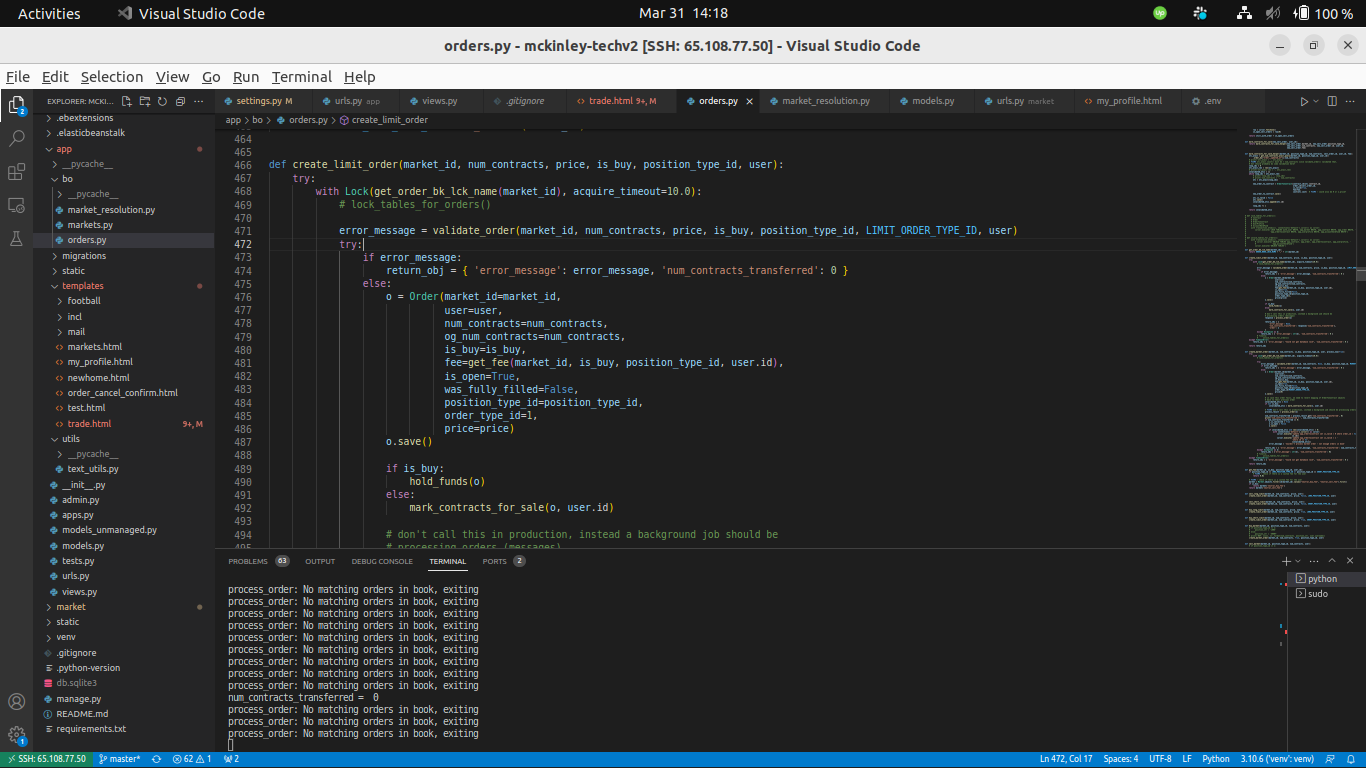 Activities
Visual Studio Code
Mar 31 14:18
100 %
orders.py - mckinley-techv2 [SSH: 65.108.77.50] - Visual Studio Code
File Edit Selection View Go Run Terminal Help
EXPLORER: MCKI...
settings.py M
urls.py app
views.py
.gitignore
trade.html 9+, M
orders.py
market_resolution.py
models.py
urls.py market
my_profile.html
.env
app > bo > orders.py > create_limit_order
.ebextensions
.elasticbeanstalk
app
__pycache__
bo
__pycache__
market_resolution.py
markets.py
orders.py
migrations
static
templates
football
incl
mail
markets.html
my_profile.html
newhome.html
order_cancel_confirm.html
test.html
trade.html 9+, M
utils
__pycache__
text_utils.py
__init__.py
admin.py
apps.py
models_unmanaged.py
models.py
tests.py
urls.py
views.py
market
static
venv
.gitignore
.python-version
db.sqlite3
manage.py
README.md
requirements.txt
464
465
466 def create_limit_order(market_id, num_contracts, price, is_buy, position_type_id, user):
467 try:
468 with Lock(get_order_bk_lck_name(market_id), acquire_timeout=10.0):
469 # lock_tables_for_orders()
470
471 error_message = validate_order(market_id, num_contracts, price, is_buy, position_type_id, LIMIT_ORDER_TYPE_ID, user)
472 try:
473 if error_message:
474 return_obj = { 'error_message': error_message, 'num_contracts_transferred': 0 }
475 else:
476 o = Order(market_id=market_id,
477 user=user,
478 num_contracts=num_contracts,
479 og_num_contracts=num_contracts,
480 is_buy=is_buy,
481 fee=get_fee(market_id, is_buy, position_type_id, user.id),
482 is_open=True,
483 was_fully_filled=False,
484 position_type_id=position_type_id,
485 order_type_id=1,
486 price=price)
487 o.save()
488
489 if is_buy:
490 hold_funds(o)
491 else:
492 mark_contracts_for_sale(o, user.id)
493
494 # don't call this in production, instead a background job should be
495 # processing orders (messages)
PROBLEMS 63 OUTPUT DEBUG CONSOLE TERMINAL PORTS 2
python
sudo
process_order: No matching orders in book, exiting
process_order: No matching orders in book, exiting
process_order: No matching orders in book, exiting
process_order: No matching orders in book, exiting
process_order: No matching orders in book, exiting
process_order: No matching orders in book, exiting
process_order: No matching orders in book, exiting
process_order: No matching orders in book, exiting
process_order: No matching orders in book, exiting
num_contracts_transferred = 0
process_order: No matching orders in book, exiting
process_order: No matching orders in book, exiting
process_order: No matching orders in book, exiting
SSH: 65.108.77.50 master* 62 1 2
Ln 472, Col 17 Spaces: 4 UTF-8 LF Python 3.10.6 ('venv': venv)